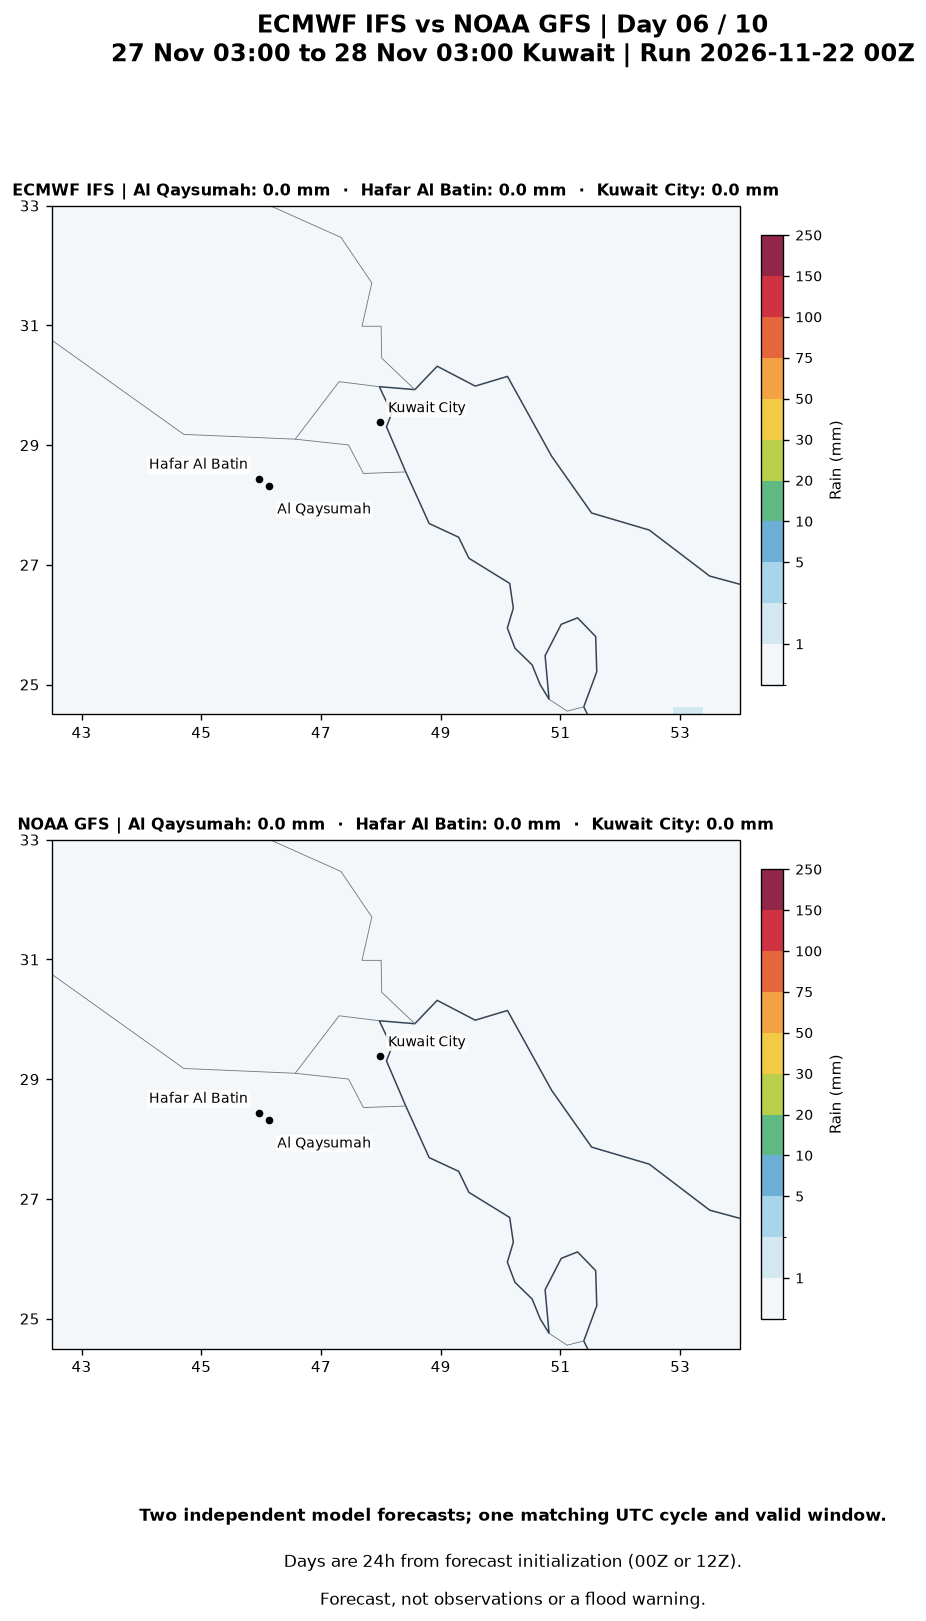 ECMWF IFS vs NOAA GFS | Day 06 / 10
27 Nov 03:00 to 28 Nov 03:00 Kuwait | Run 2026-11-22 00Z
ECMWF IFS | Al Qaysumah: 0.0 mm · Hafar Al Batin: 0.0 mm · Kuwait City: 0.0 mm
33
31
29
27
25
43 45 47 49 51 53
Kuwait City
Hafar Al Batin
Al Qaysumah
250
150
100
75
50
30
20
10
5
1
Rain (mm)
NOAA GFS | Al Qaysumah: 0.0 mm · Hafar Al Batin: 0.0 mm · Kuwait City: 0.0 mm
33
31
29
27
25
43 45 47 49 51 53
Kuwait City
Hafar Al Batin
Al Qaysumah
250
150
100
75
50
30
20
10
5
1
Rain (mm)
Two independent model forecasts; one matching UTC cycle and valid window.
Days are 24h from forecast initialization (00Z or 12Z).
Forecast, not observations or a flood warning.